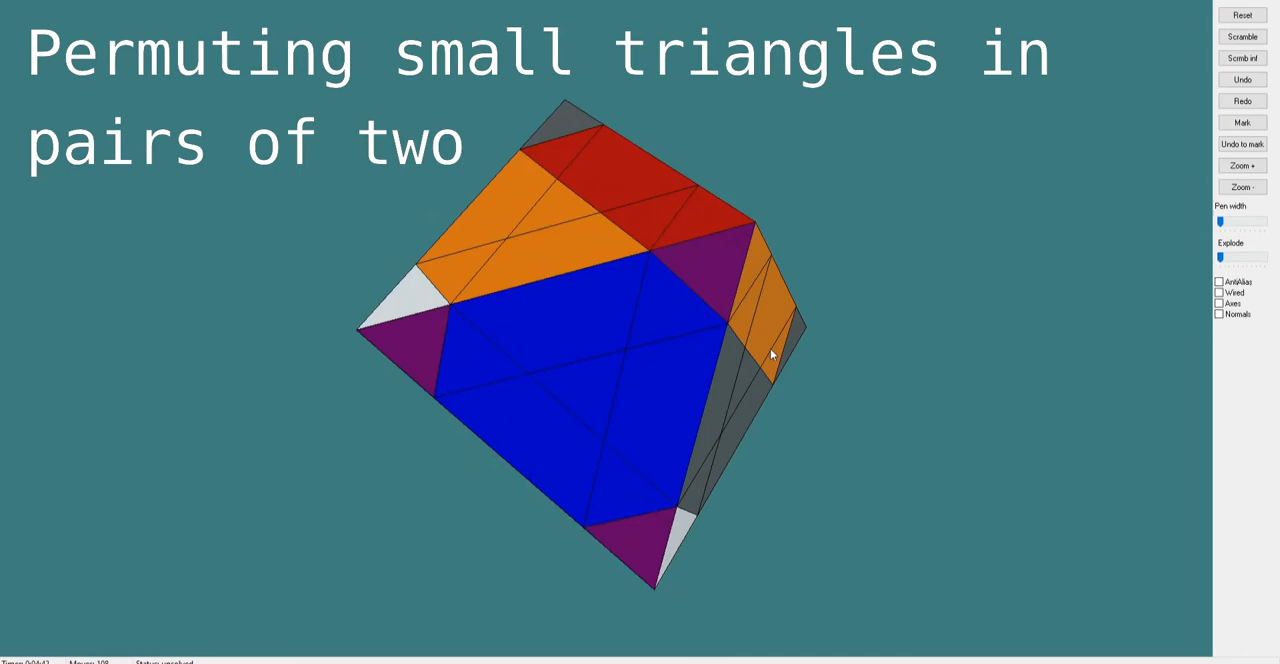 Permuting small triangles in
pairs of two
Reset
Scramble
Scrmb inf
Undo
Redo
Mark
Undo to mark
Zoom +
Zoom -
Pen width
Explode
AntiAlias
Wired
Axes
Normals